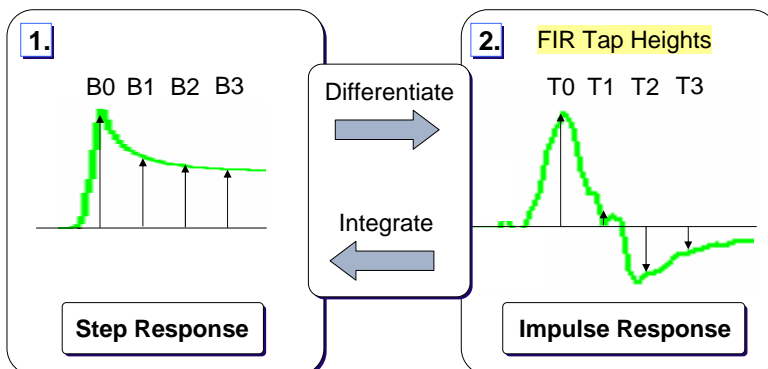 1.
B0 B1 B2 B3
Step Response
Differentiate
Integrate
2. FIR Tap Heights
T0 T1 T2 T3
Impulse Response